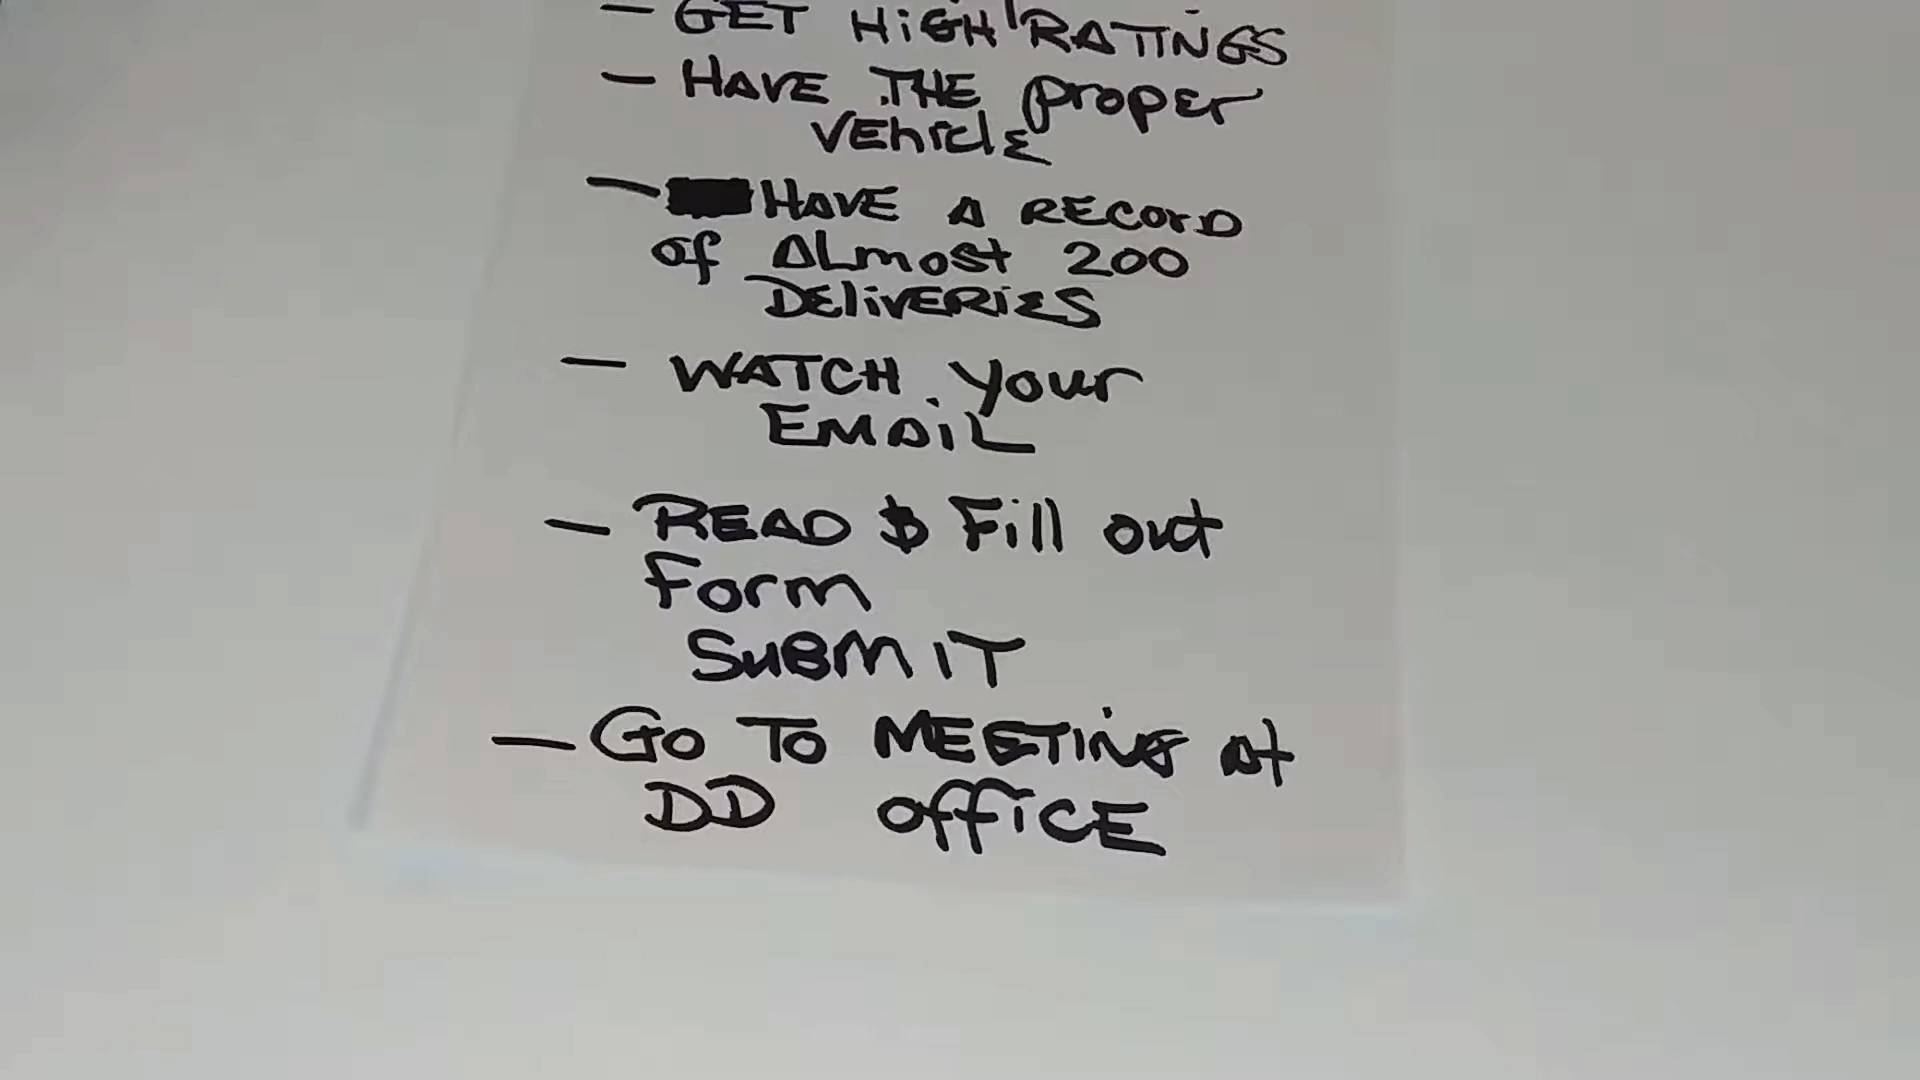 - GET HiGH RATINGS
- HAVE THE proper
VEhicle
- HAVE A RECORD
of ALmost 200
DEliVERiES
- WATCH your
EMAiL
- READ & Fill out
Form
SUBMIT
- GO TO MEETING at
DD officE